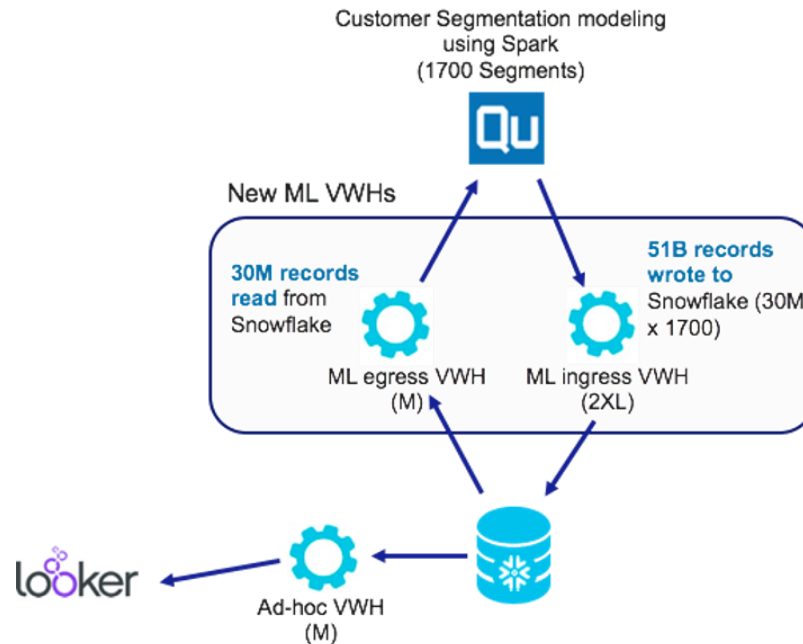 Customer Segmentation modeling
using Spark
(1700 Segments)
Qu
New ML VWHs
30M records
read from
Snowflake
51B records
wrote to
Snowflake (30M
x 1700)
ML egress VWH
(M)
ML ingress VWH
(2XL)
looker
Ad-hoc VWH
(M)